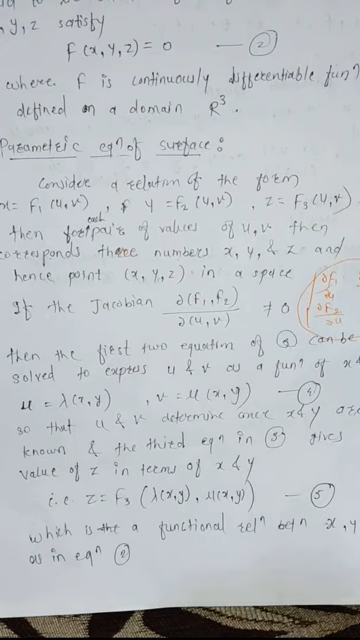 x, y, z satisfy
F(x, y, z) = 0 — (2)
where F is continuously differentiable funⁿ
defined on a domain R³.
Parametric eqⁿ of surface:
Consider a relation of the form
x = F₁(u,v), y = F₂(u,v), z = F₃(u,v)
then for each pair of values of u, v then
corresponds three numbers x, y, & z and
hence point (x, y, z) in a space
If the Jacobian ∂(f₁, f₂) / ∂(u, v) ≠ 0
∂f₁ / ∂u
∂f₂ / ∂u
then the first two equation of (3) can be
solved to express u & v as a funⁿ of x &
u = λ(x, y), v = μ(x, y) — (4)
so that u & v determine once x & y are
known & the third eqⁿ in (3) gives
value of z in terms of x & y
i.e. z = F₃ (λ(x,y), μ(x,y)) — (5)
which is the a functional relⁿ betⁿ x, y
as in eqⁿ (2)